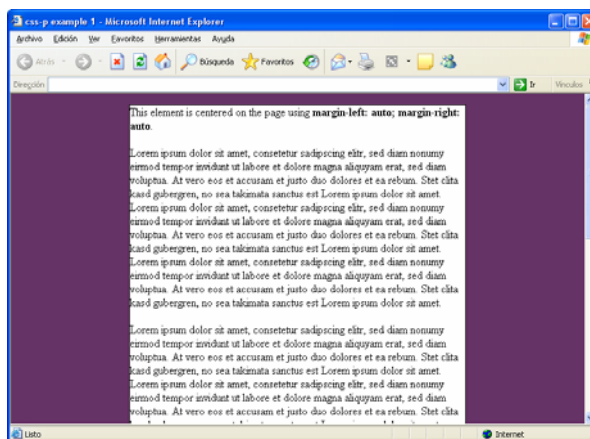 css-p example 1 - Microsoft Internet Explorer
Archivo Edición Ver Favoritos Herramientas Ayuda
Atrás Búsqueda Favoritos
Dirección Ir Vínculos
This element is centered on the page using margin-left: auto; margin-right:
auto.
Lorem ipsum dolor sit amet, consetetur sadipscing elitr, sed diam nonumy
eirmod tempor invidunt ut labore et dolore magna aliquyam erat, sed diam
voluptua. At vero eos et accusam et justo duo dolores et ea rebum. Stet clita
kasd gubergren, no sea takimata sanctus est Lorem ipsum dolor sit amet.
Lorem ipsum dolor sit amet, consetetur sadipscing elitr, sed diam nonumy
eirmod tempor invidunt ut labore et dolore magna aliquyam erat, sed diam
voluptua. At vero eos et accusam et justo duo dolores et ea rebum. Stet clita
kasd gubergren, no sea takimata sanctus est Lorem ipsum dolor sit amet.
Lorem ipsum dolor sit amet, consetetur sadipscing elitr, sed diam nonumy
eirmod tempor invidunt ut labore et dolore magna aliquyam erat, sed diam
voluptua. At vero eos et accusam et justo duo dolores et ea rebum. Stet clita
kasd gubergren, no sea takimata sanctus est Lorem ipsum dolor sit amet.
Lorem ipsum dolor sit amet, consetetur sadipscing elitr, sed diam nonumy
eirmod tempor invidunt ut labore et dolore magna aliquyam erat, sed diam
voluptua. At vero eos et accusam et justo duo dolores et ea rebum. Stet clita
kasd gubergren, no sea takimata sanctus est Lorem ipsum dolor sit amet.
Lorem ipsum dolor sit amet, consetetur sadipscing elitr, sed diam nonumy
eirmod tempor invidunt ut labore et dolore magna aliquyam erat, sed diam
voluptua. At vero eos et accusam et justo duo dolores et ea rebum. Stet clita
Listo Internet